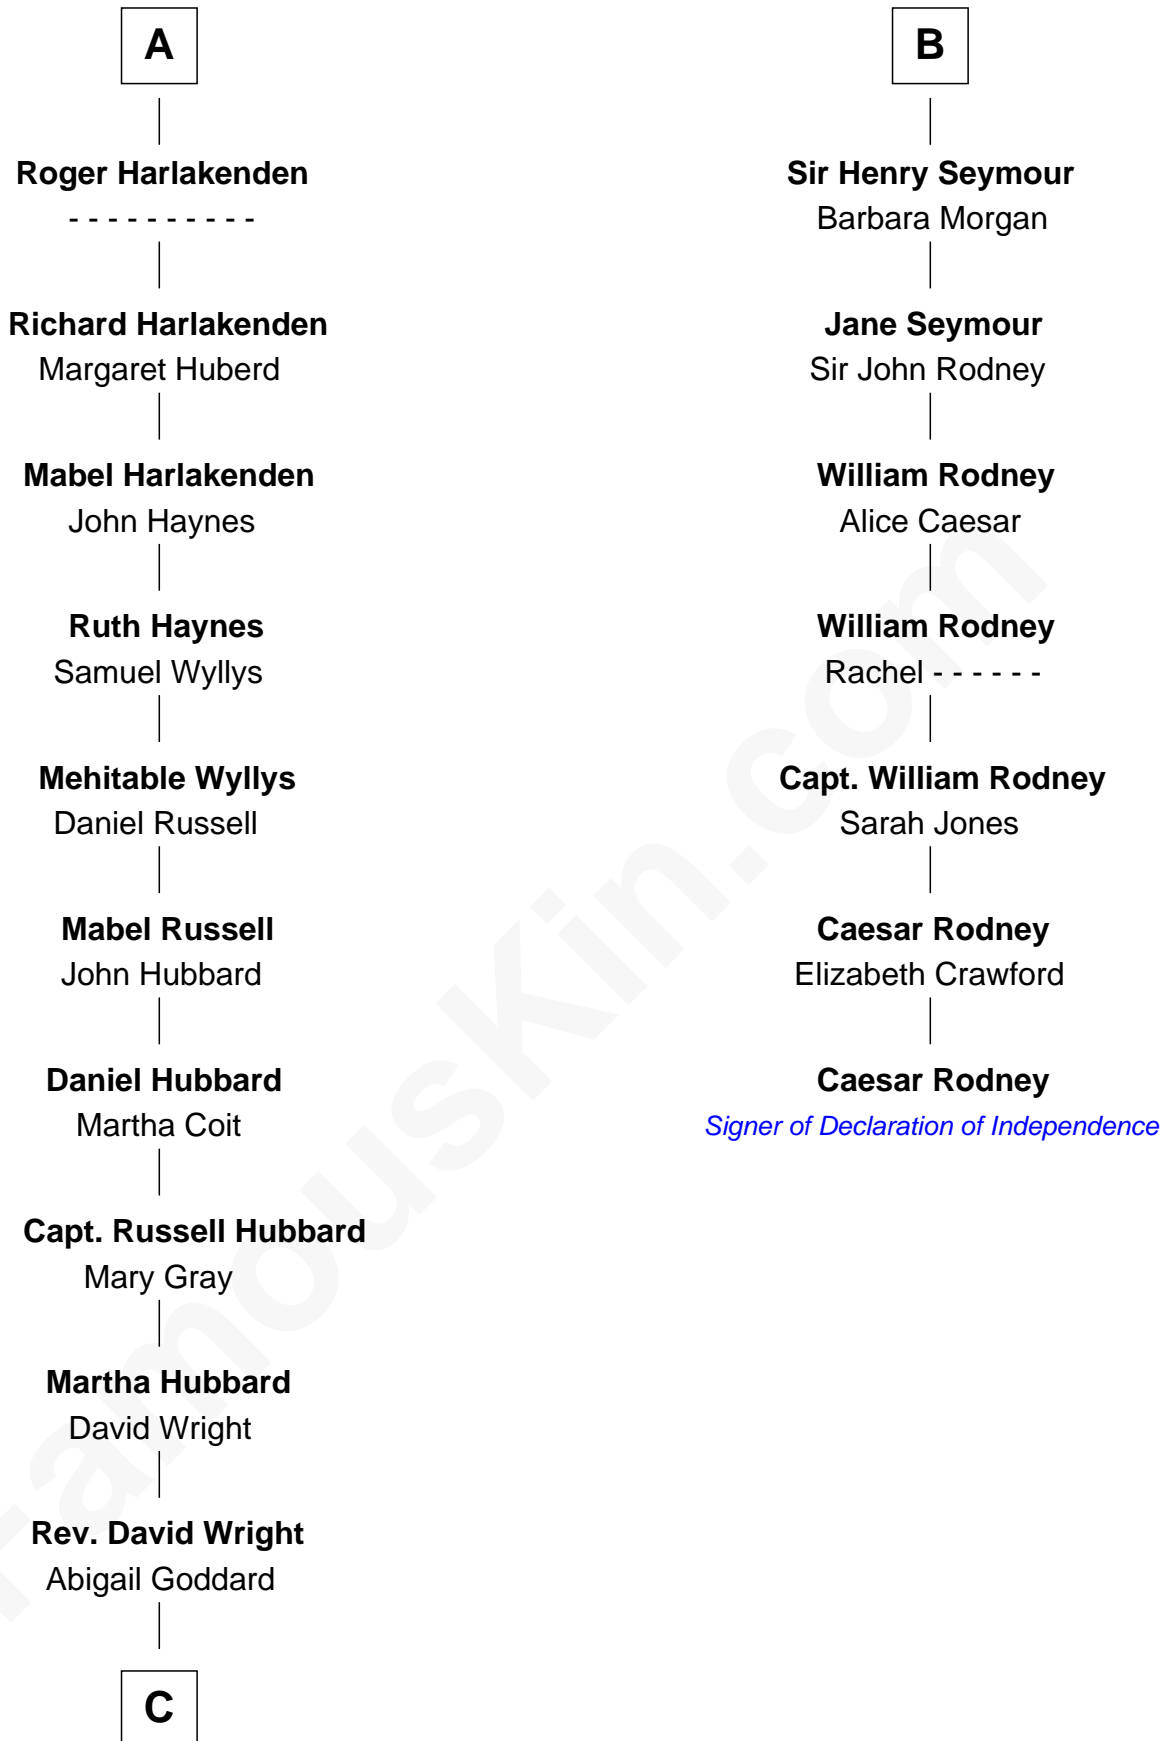 A
Roger Harlakenden
- - - - - - - - - -
Richard Harlakenden
Margaret Huberd
Mabel Harlakenden
John Haynes
Ruth Haynes
Samuel Wyllys
Mehitable Wyllys
Daniel Russell
Mabel Russell
John Hubbard
Daniel Hubbard
Martha Coit
Capt. Russell Hubbard
Mary Gray
Martha Hubbard
David Wright
Rev. David Wright
Abigail Goddard
C
B
Sir Henry Seymour
Barbara Morgan
Jane Seymour
Sir John Rodney
William Rodney
Alice Caesar
William Rodney
Rachel - - - - - -
Capt. William Rodney
Sarah Jones
Caesar Rodney
Elizabeth Crawford
Caesar Rodney
Signer of Declaration of Independence
FamousKin.com